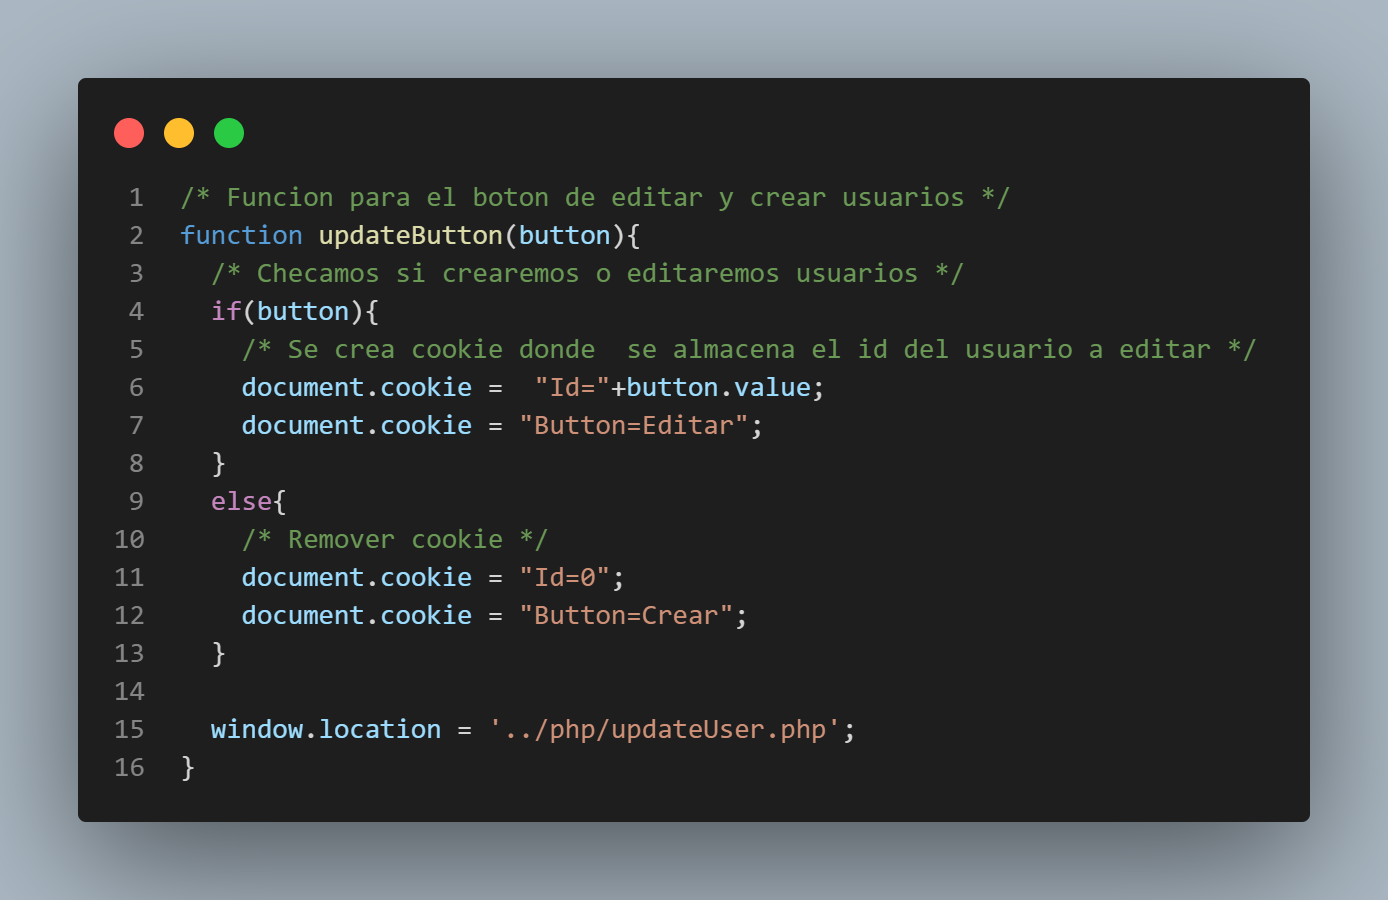 1 /* Funcion para el boton de editar y crear usuarios */
2 function updateButton(button){
3   /* Checamos si crearemos o editaremos usuarios */
4   if(button){
5     /* Se crea cookie donde  se almacena el id del usuario a editar */
6     document.cookie =  "Id="+button.value;
7     document.cookie = "Button=Editar";
8   }
9   else{
10     /* Remover cookie */
11     document.cookie = "Id=0";
12     document.cookie = "Button=Crear";
13   }
14
15   window.location = '../php/updateUser.php';
16 }